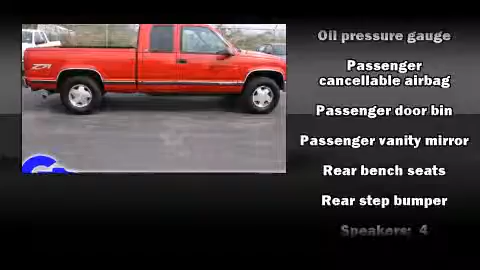 Z71
Oil pressure gauge
Passenger
cancellable airbag
Passenger door bin
Passenger vanity mirror
Rear bench seats
Rear step bumper
Speakers: 4